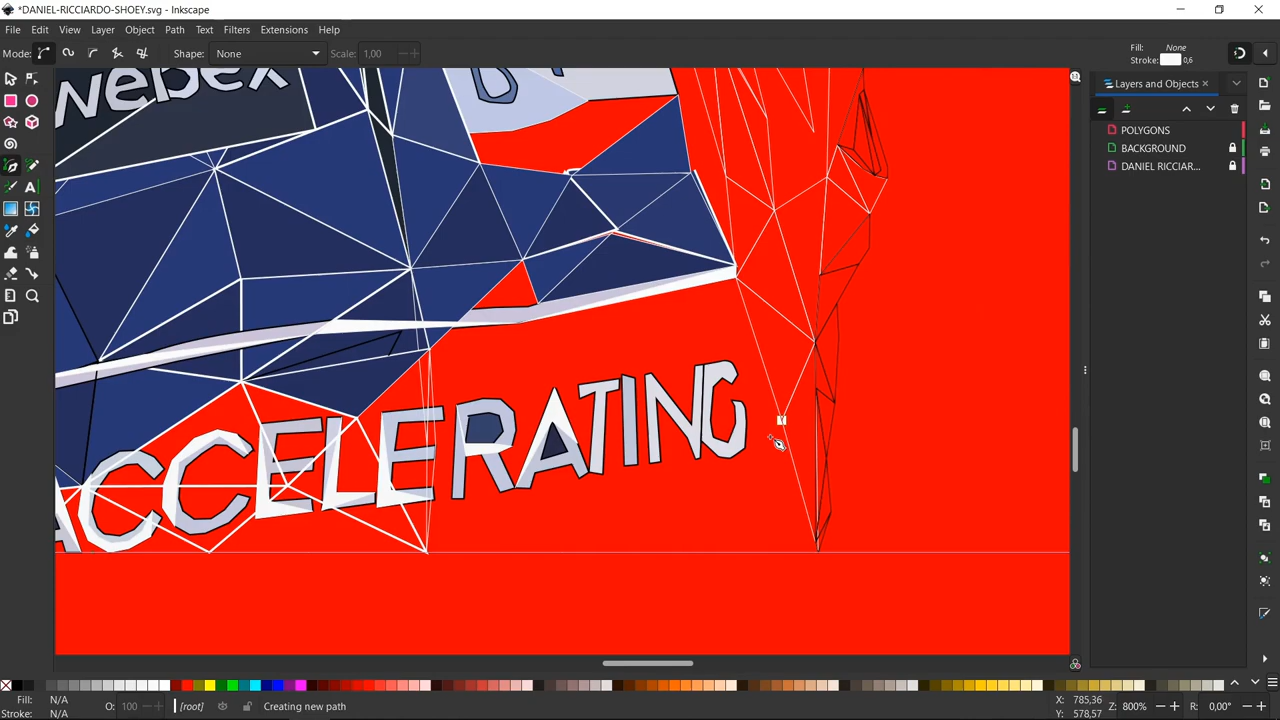 *DANIEL-RICCIARDO-SHOEY.svg - Inkscape
File Edit View Layer Object Path Text Filters Extensions Help
Mode: Shape: None Scale: 1,00 Fill: None Stroke: 0,6
Layers and Objects
POLYGONS
BACKGROUND
DANIEL RICCIAR...
webex
ACCELERATING
Fill: N/A
Stroke: N/A
O: 100
[root]
Creating new path
X: 785,36
Y: 578,57
Z: 800%
R: 0,00°